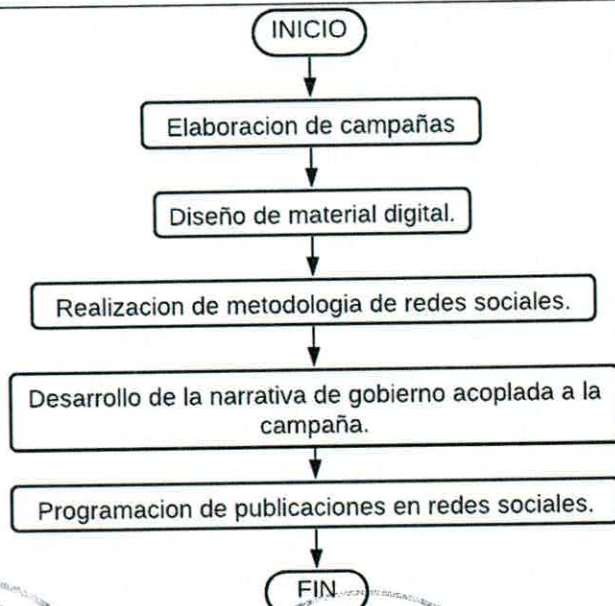 INICIO
Elaboracion de campañas
Diseño de material digital.
Realizacion de metodologia de redes sociales.
Desarrollo de la narrativa de gobierno acoplada a la
campaña.
Programacion de publicaciones en redes sociales.
FIN